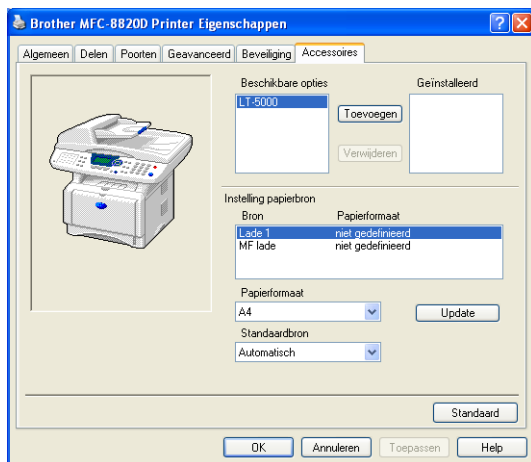 Brother MFC-8820D Printer Eigenschappen
Algemeen Delen Poorten Geavanceerd Beveiliging Accessoires
Beschikbare opties Geïnstalleerd
LT-5000
Toevoegen
Verwijderen
Instelling papierbron
Bron Papierformaat
Lade 1 niet gedefinieerd
MF lade niet gedefinieerd
Papierformaat
A4 Update
Standaardbron
Automatisch
Standaard
OK Annuleren Toepassen Help